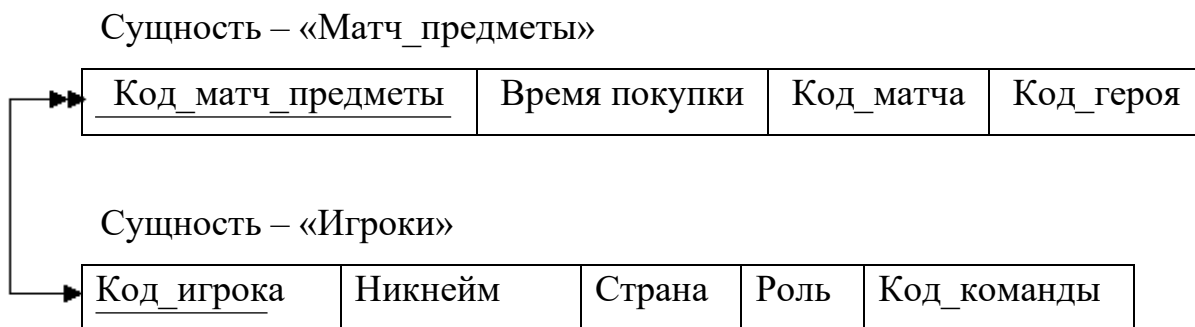 Сущность – «Матч_предметы»
Код_матч_предметы Время покупки Код_матча Код_героя
Сущность – «Игроки»
Код_игрока Никнейм Страна Роль Код_команды